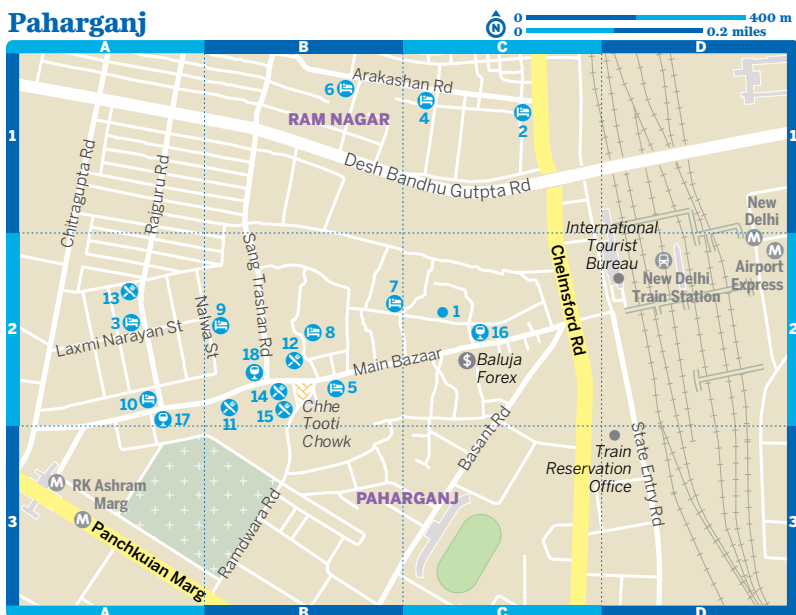 Paharganj
N
0 400 m
0 0.2 miles
A B C D
1 1
6
Arakashan Rd
RAM NAGAR
4
2
Desh Bandhu Gutpta Rd
Chitragupta Rd
Rajguru Rd
Sang Trashan Rd
International
Tourist
Bureau
New
Delhi
M
M
Airport
Express
New Delhi
Train Station
Chelmsford Rd
2 2
13
3
Laxmi Narayan St
Nalwa St
9
7
1
16
8
12
18
Main Bazaar
$ Baluja
Forex
10
17
11
14
15
5
Chhe
Tooti
Chowk
Basant Rd
Train
Reservation
Office
State Entry Rd
3 3
M RK Ashram
Marg
M
Panchkuian Marg
Ramdwara Rd
PAHARGANJ
A B C D